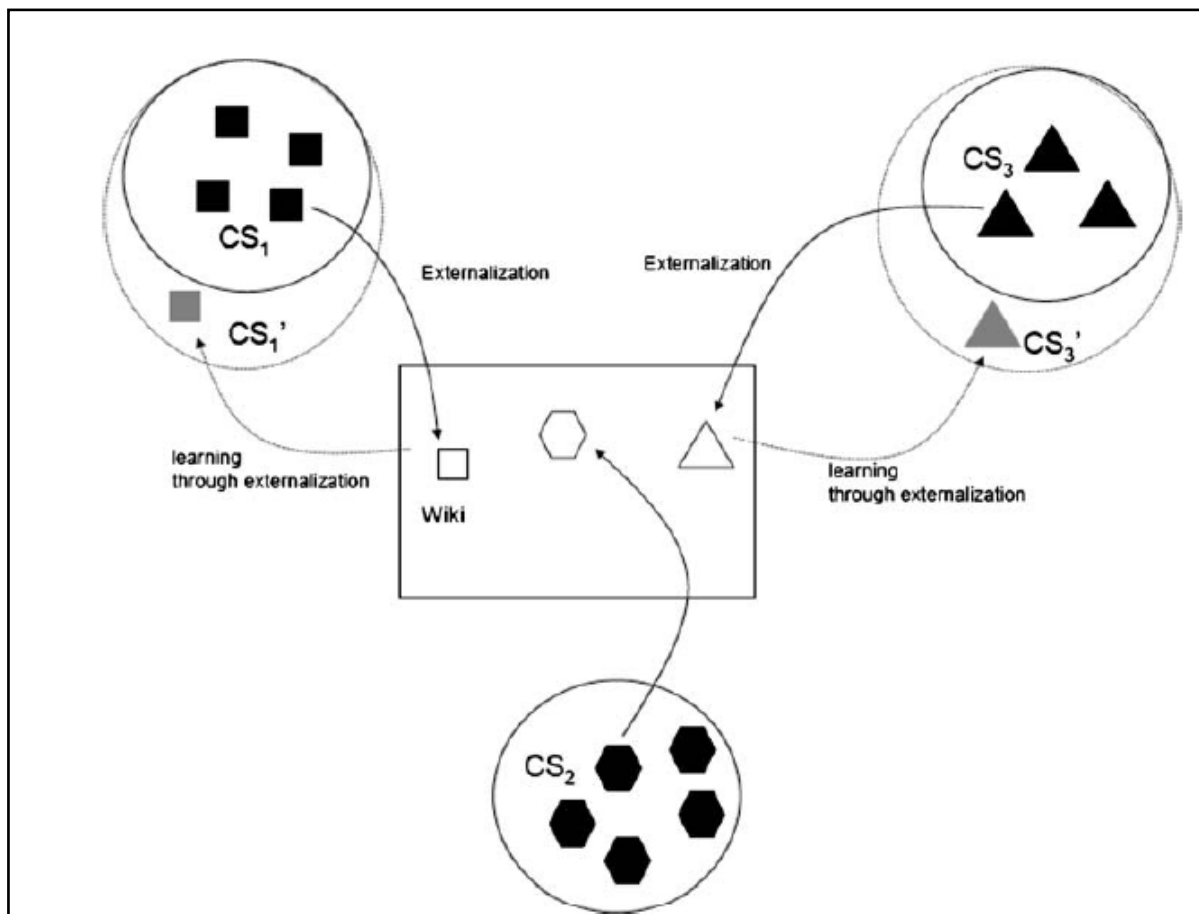 CS₃
CS₁
Externalization
Externalization
CS₁'
CS₃'
learning
through externalization
learning
through externalization
Wiki
CS₂